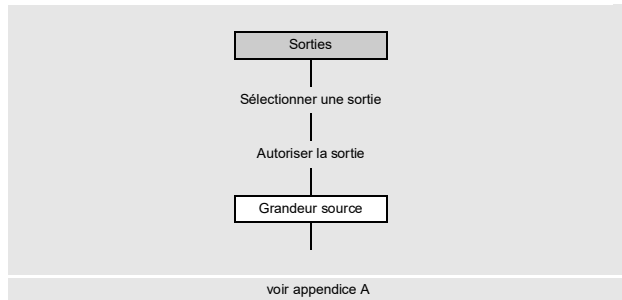 Sorties
Sélectionner une sortie
Autoriser la sortie
Grandeur source
voir appendice A